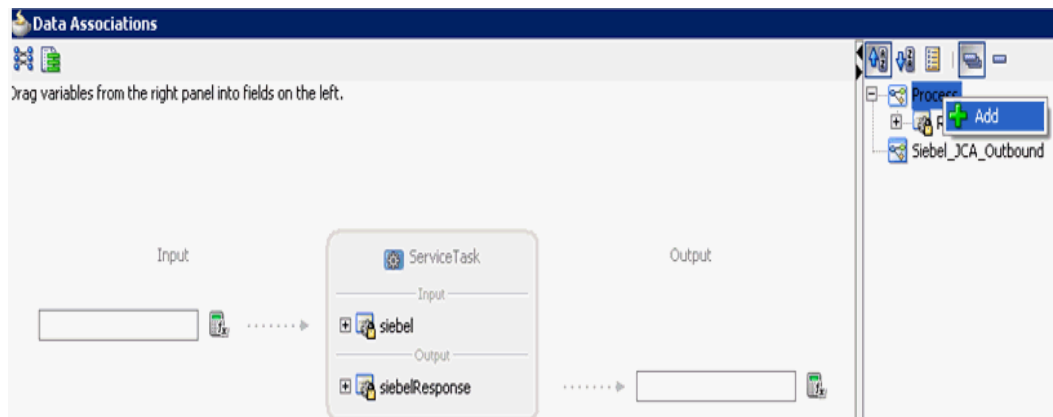 Data Associations
Drag variables from the right panel into fields on the left.
Process
Add
Siebel_JCA_Outbound
Input
ServiceTask
Output
Input
siebel
Output
siebelResponse